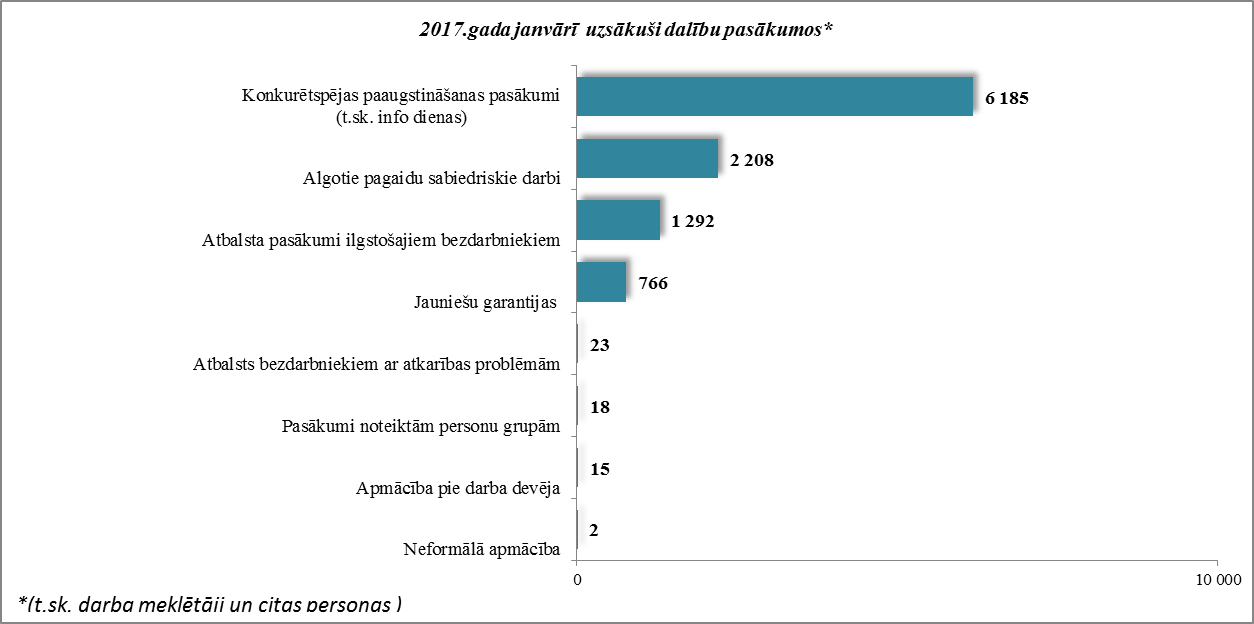 2017.gada janvārī uzsākuši dalību pasākumos*
Konkurētspējas paaugstināšanas pasākumi
(t.sk. info dienas)
6 185
Algotie pagaidu sabiedriskie darbi
2 208
Atbalsta pasākumi ilgstošajiem bezdarbniekiem
1 292
Jauniešu garantijas
766
Atbalsts bezdarbniekiem ar atkarības problēmām
23
Pasākumi noteiktām personu grupām
18
Apmācība pie darba devēja
15
Neformālā apmācība
2
0
10 000
*(t.sk. darba meklētāji un citas personas )